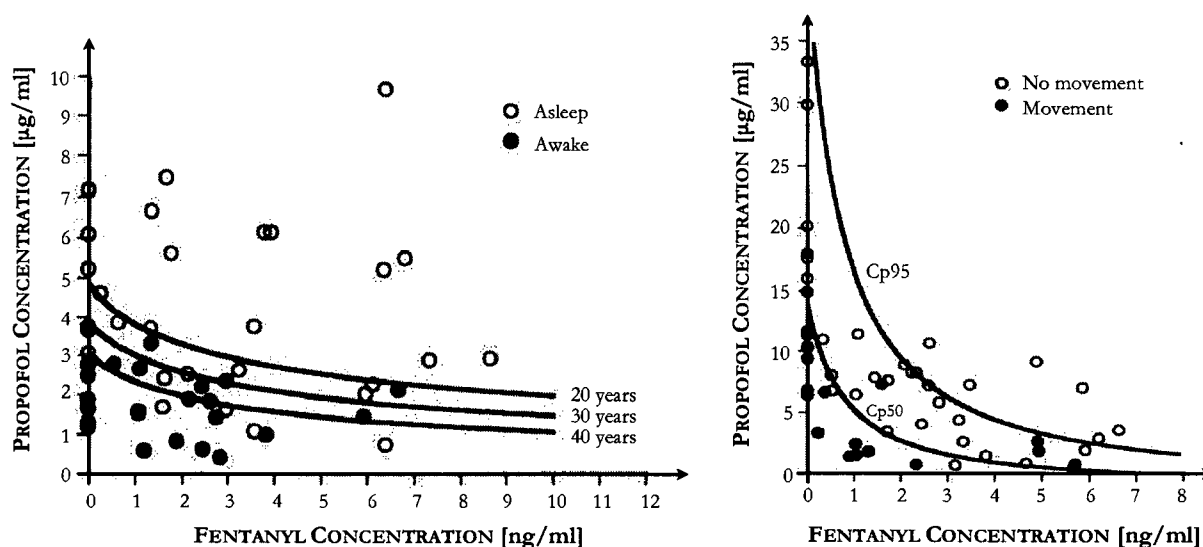 PROPOFOL CONCENTRATION [µg/ml]
10
9
8
7
6
5
4
3
2
1
0
Asleep
Awake
20 years
30 years
40 years
0 1 2 3 4 5 6 7 8 9 10 11 12
FENTANYL CONCENTRATION [ng/ml]
PROPOFOL CONCENTRATION [µg/ml]
35
30
25
20
15
10
5
0
No movement
Movement
Cp95
Cp50
0 1 2 3 4 5 6 7 8
FENTANYL CONCENTRATION [ng/ml]